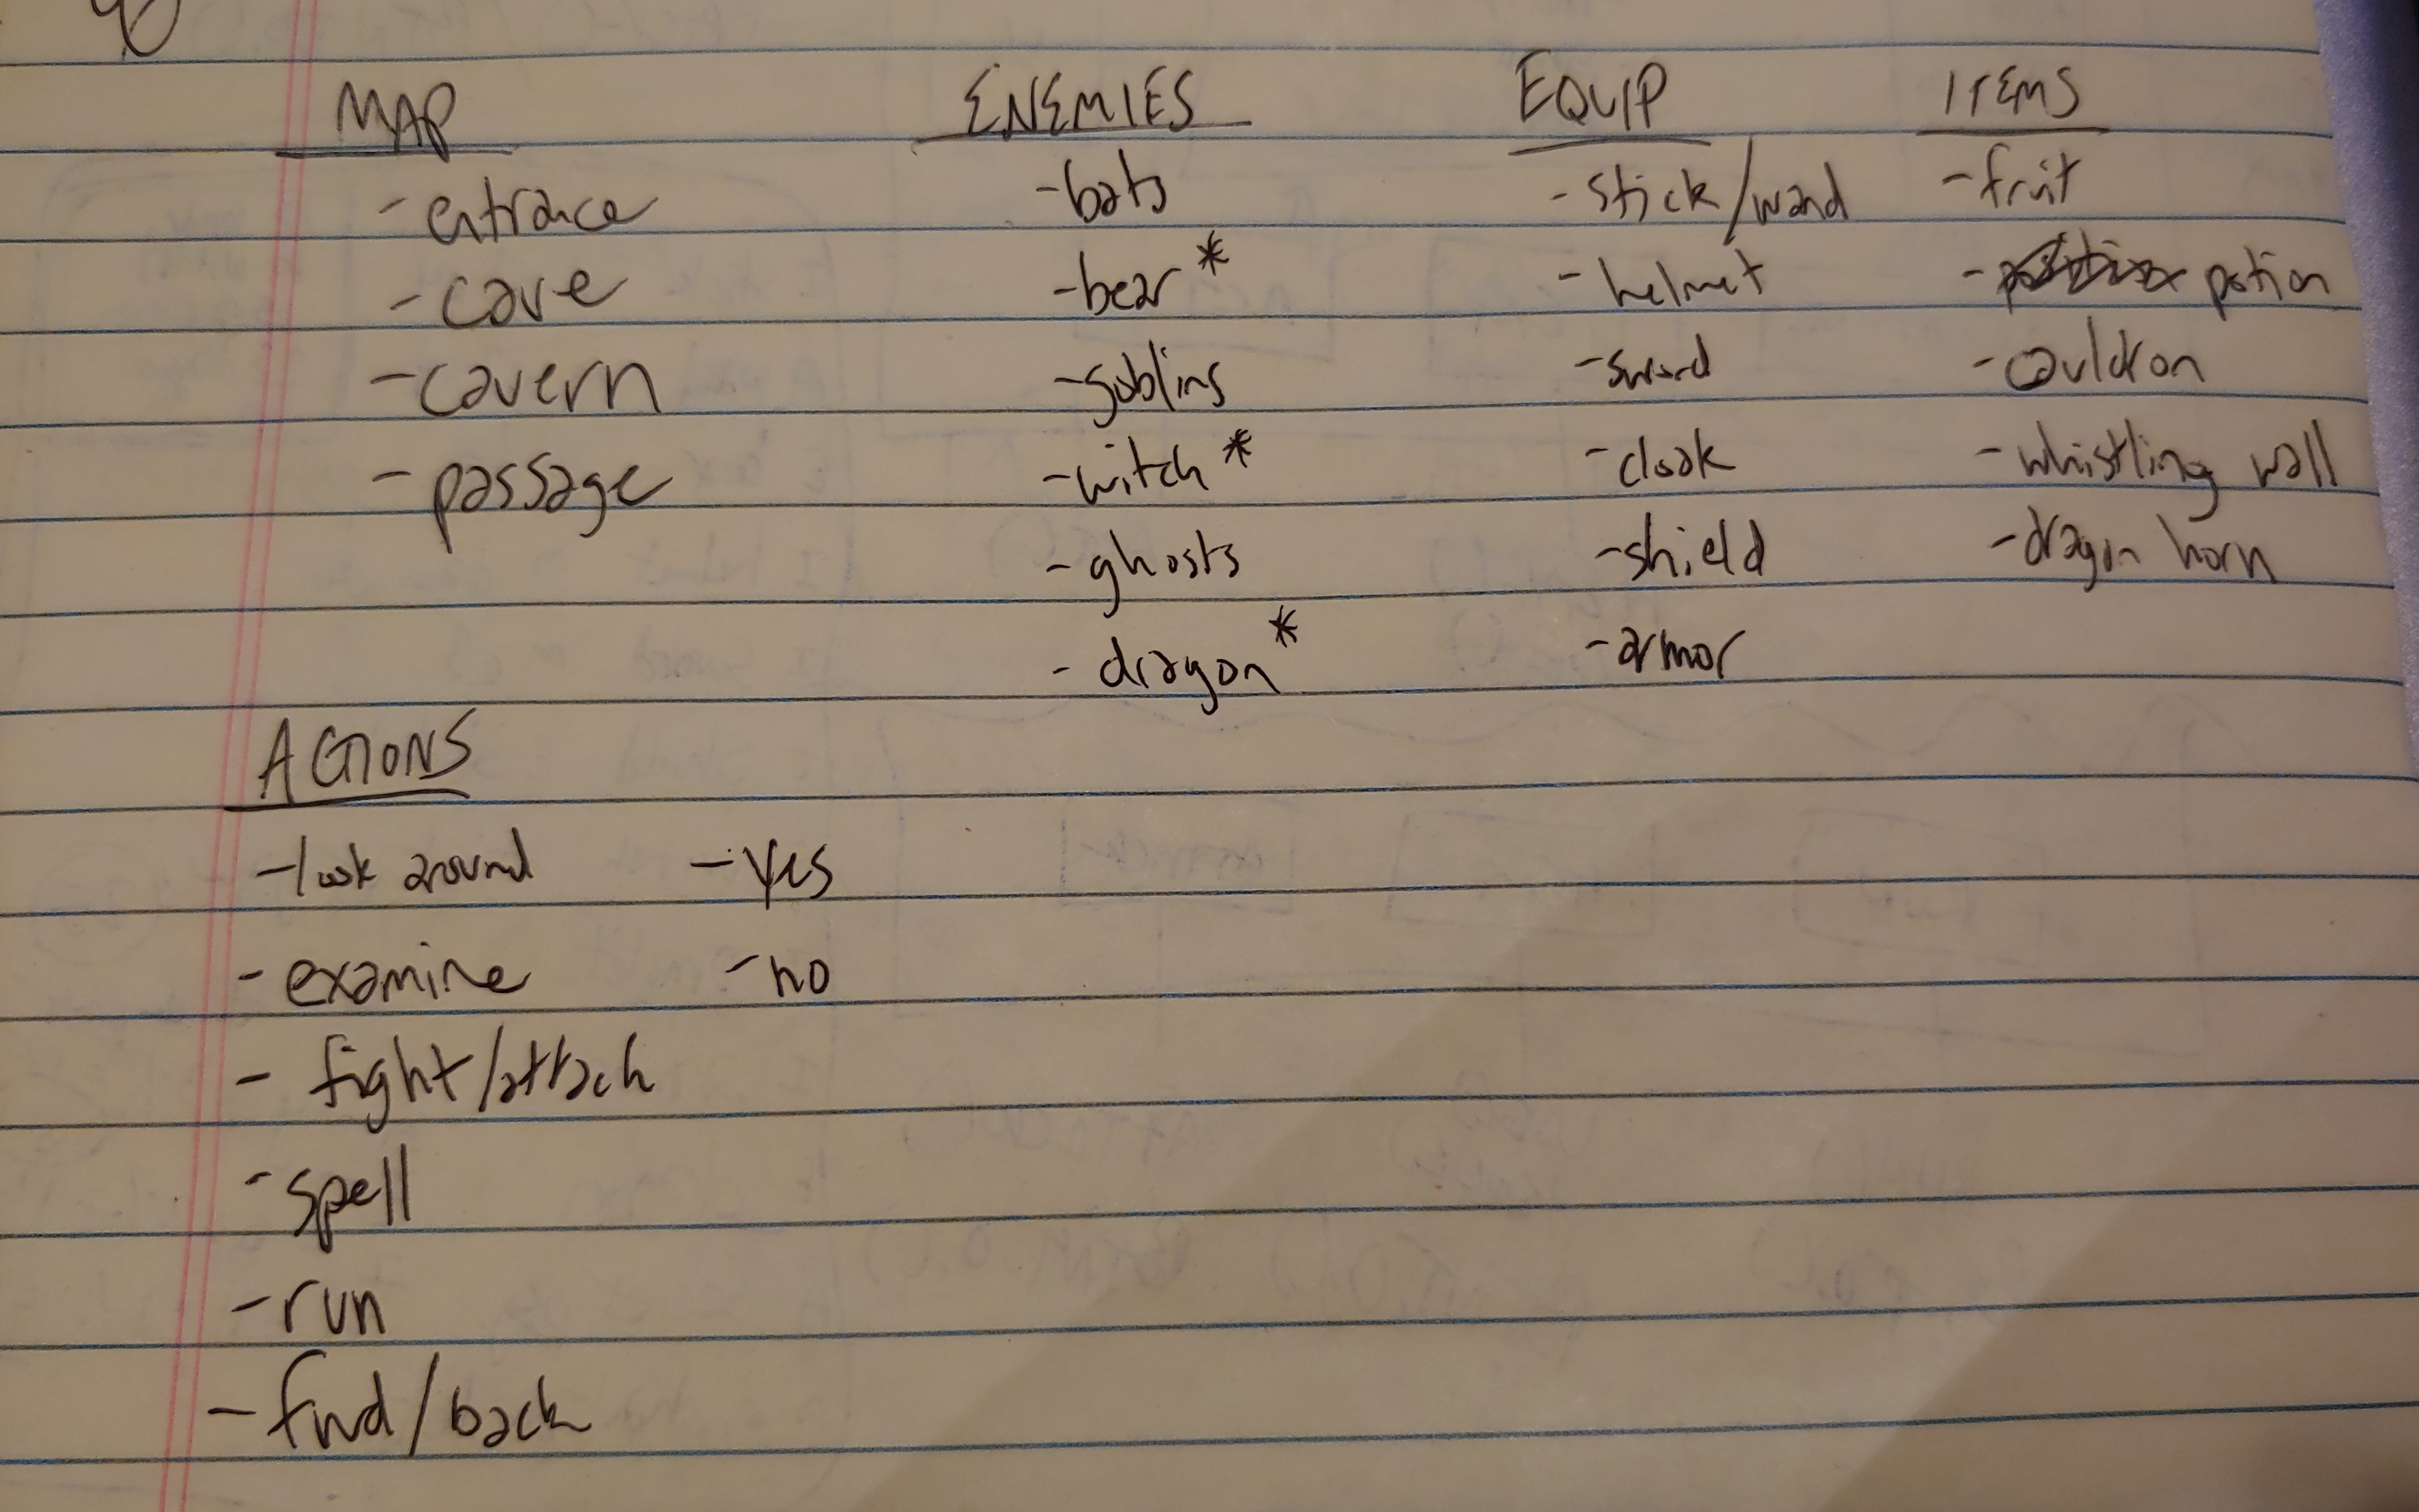 MAP
- entrance
- cave
- cavern
- passage
ENEMIES
- bats
- bear *
- goblins
- witch *
- ghosts
- dragon *
EQUIP
- stick/wand
- helmet
- sword
- cloak
- shield
- armor
ITEMS
- fruit
- potion
- cauldron
- whistling wall
- dragon horn
ACTIONS
- look around
- examine
- fight/attack
- spell
- run
- fwd/back
- yes
- no